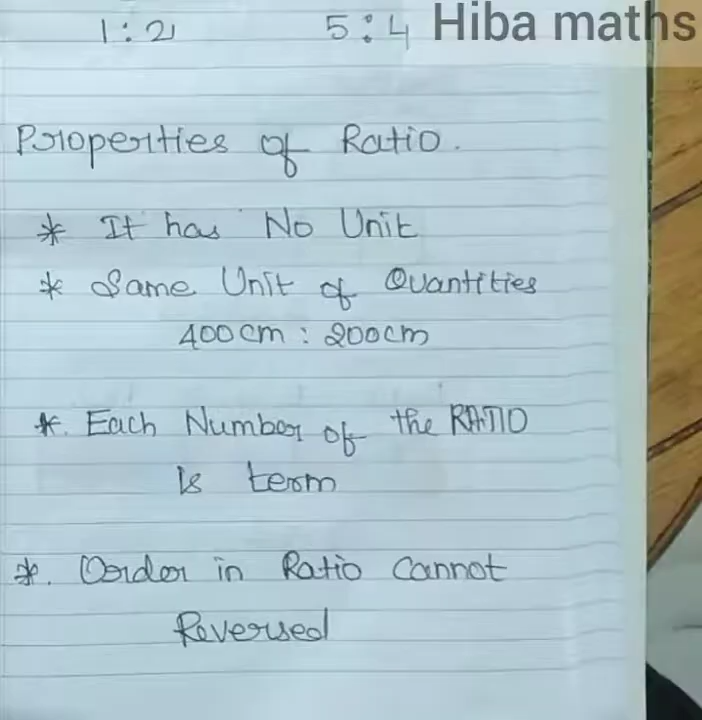 1:2 5:4 Hiba maths
Properties of Ratio.
* It has No Unit
* Same Unit of Quantities
400cm : 200cm
*. Each Number of the RATIO
is term
*. Order in Ratio Cannot
Reversed